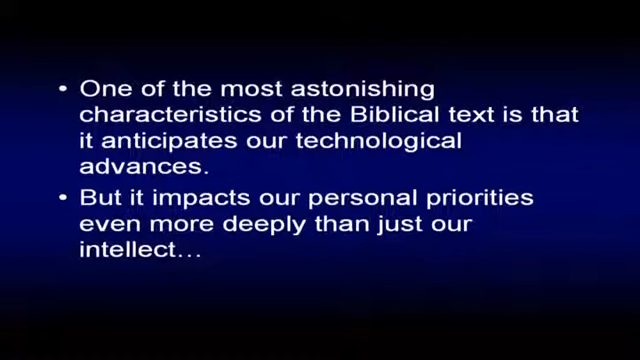 • One of the most astonishing
characteristics of the Biblical text is that
it anticipates our technological
advances.
• But it impacts our personal priorities
even more deeply than just our
intellect…